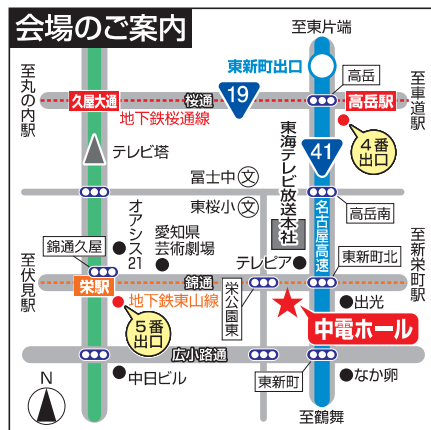 会場のご案内
至東片端
東新町出口
至丸の内駅
久屋大通
桜通
19
高岳
高岳駅
至車道駅
地下鉄桜通線
4番
出口
テレビ塔
東海テレビ放送本社
41
冨士中
文
東桜小
文
高岳南
名古屋高速
オアシス21
愛知県
芸術劇場
錦通久屋
テレピア
東新町北
至新栄町駅
至伏見駅
栄駅
錦通
栄公園東
地下鉄東山線
出光
5番
出口
中電ホール
広小路通
中日ビル
東新町
なか卯
N
至鶴舞